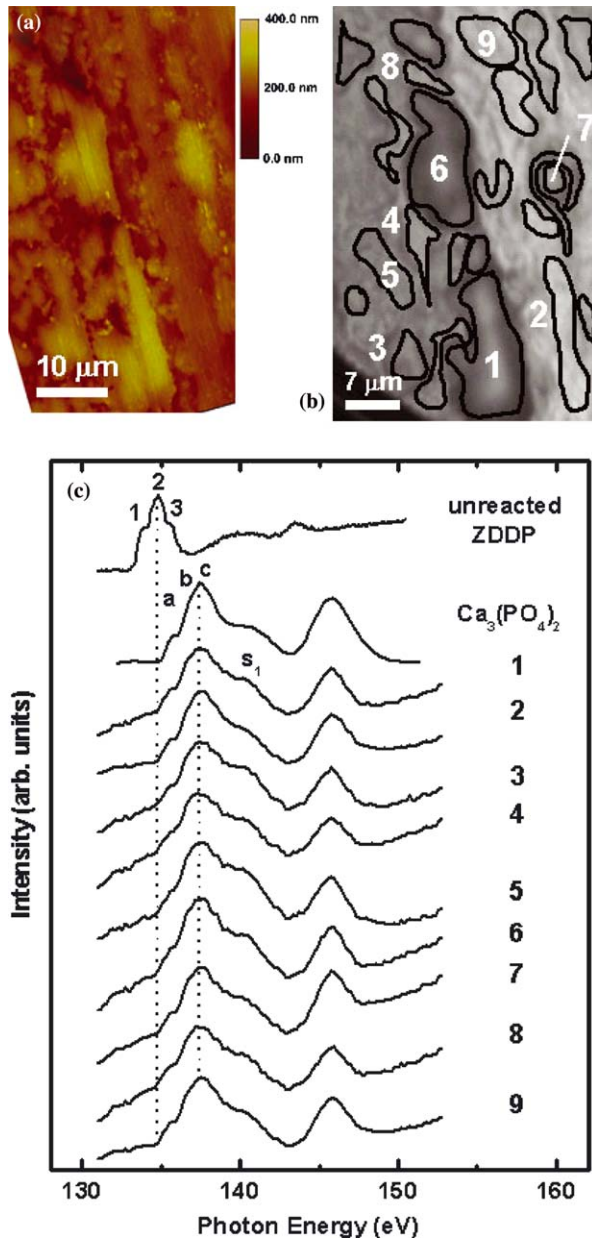 (a)
400.0 nm
200.0 nm
0.0 nm
10 μm
9
8
7
6
4
5
2
3
1
(b)
7 μm
(c)
2
1
3
unreacted
ZDDP
b
c
a
Ca3(PO4)2
s1
1
2
3
4
5
6
7
8
9
Intensity (arb. units)
130
140
150
160
Photon Energy (eV)